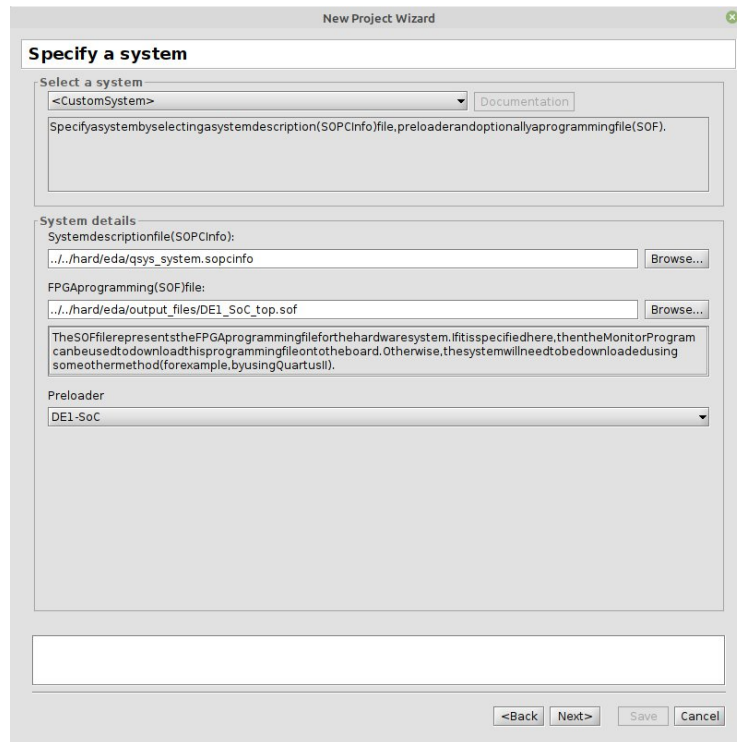 New Project Wizard
Specify a system
Select a system
<CustomSystem>
Documentation
Specifyasystembyselectingasystemdescription(SOPCInfo)file,preloaderandoptionallyaprogrammingfile(SOF).
System details
Systemdescriptionfile(SOPCInfo):
../../hard/eda/qsys_system.sopcinfo
Browse...
FPGAprogramming(SOF)file:
../../hard/eda/output_files/DE1_SoC_top.sof
Browse...
TheSOFfilerepresentstheFPGAprogrammingfileforthehardwaresystem.Ifitisspecifiedhere,thentheMonitorProgram
canbeusedtodownloadthisprogrammingfileontotheboard.Otherwise,thesystemwillneedtobedownloadedusing
someothermethod(forexample,byusingQuartusII).
Preloader
DE1-SoC
<Back
Next>
Save
Cancel